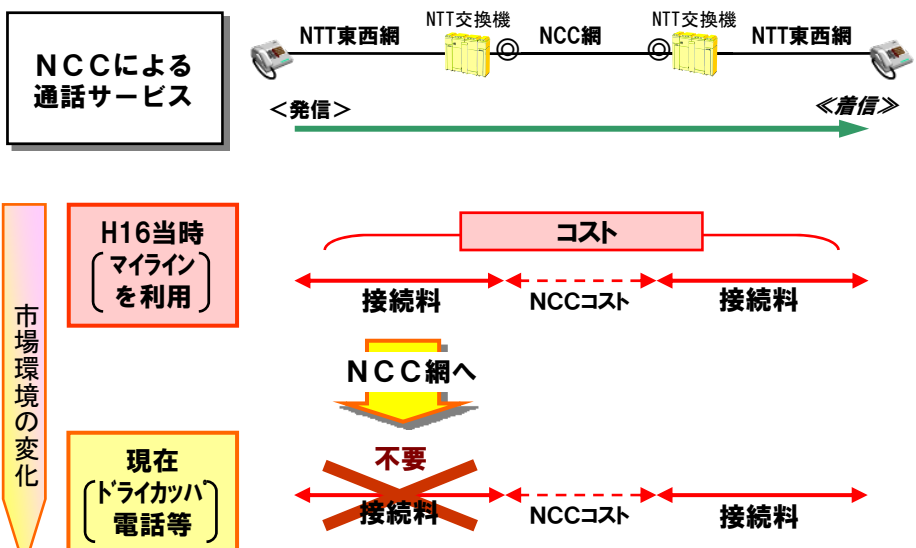 NCCによる
通話サービス
NTT東西網
NTT交換機
NCC網
NTT交換機
NTT東西網
＜発信＞
≪着信≫
市場環境の変化
H16当時
マイライン
を利用
コスト
接続料
NCCコスト
接続料
NCC網へ
現在
ドライカッパ
電話等
不要
接続料
NCCコスト
接続料